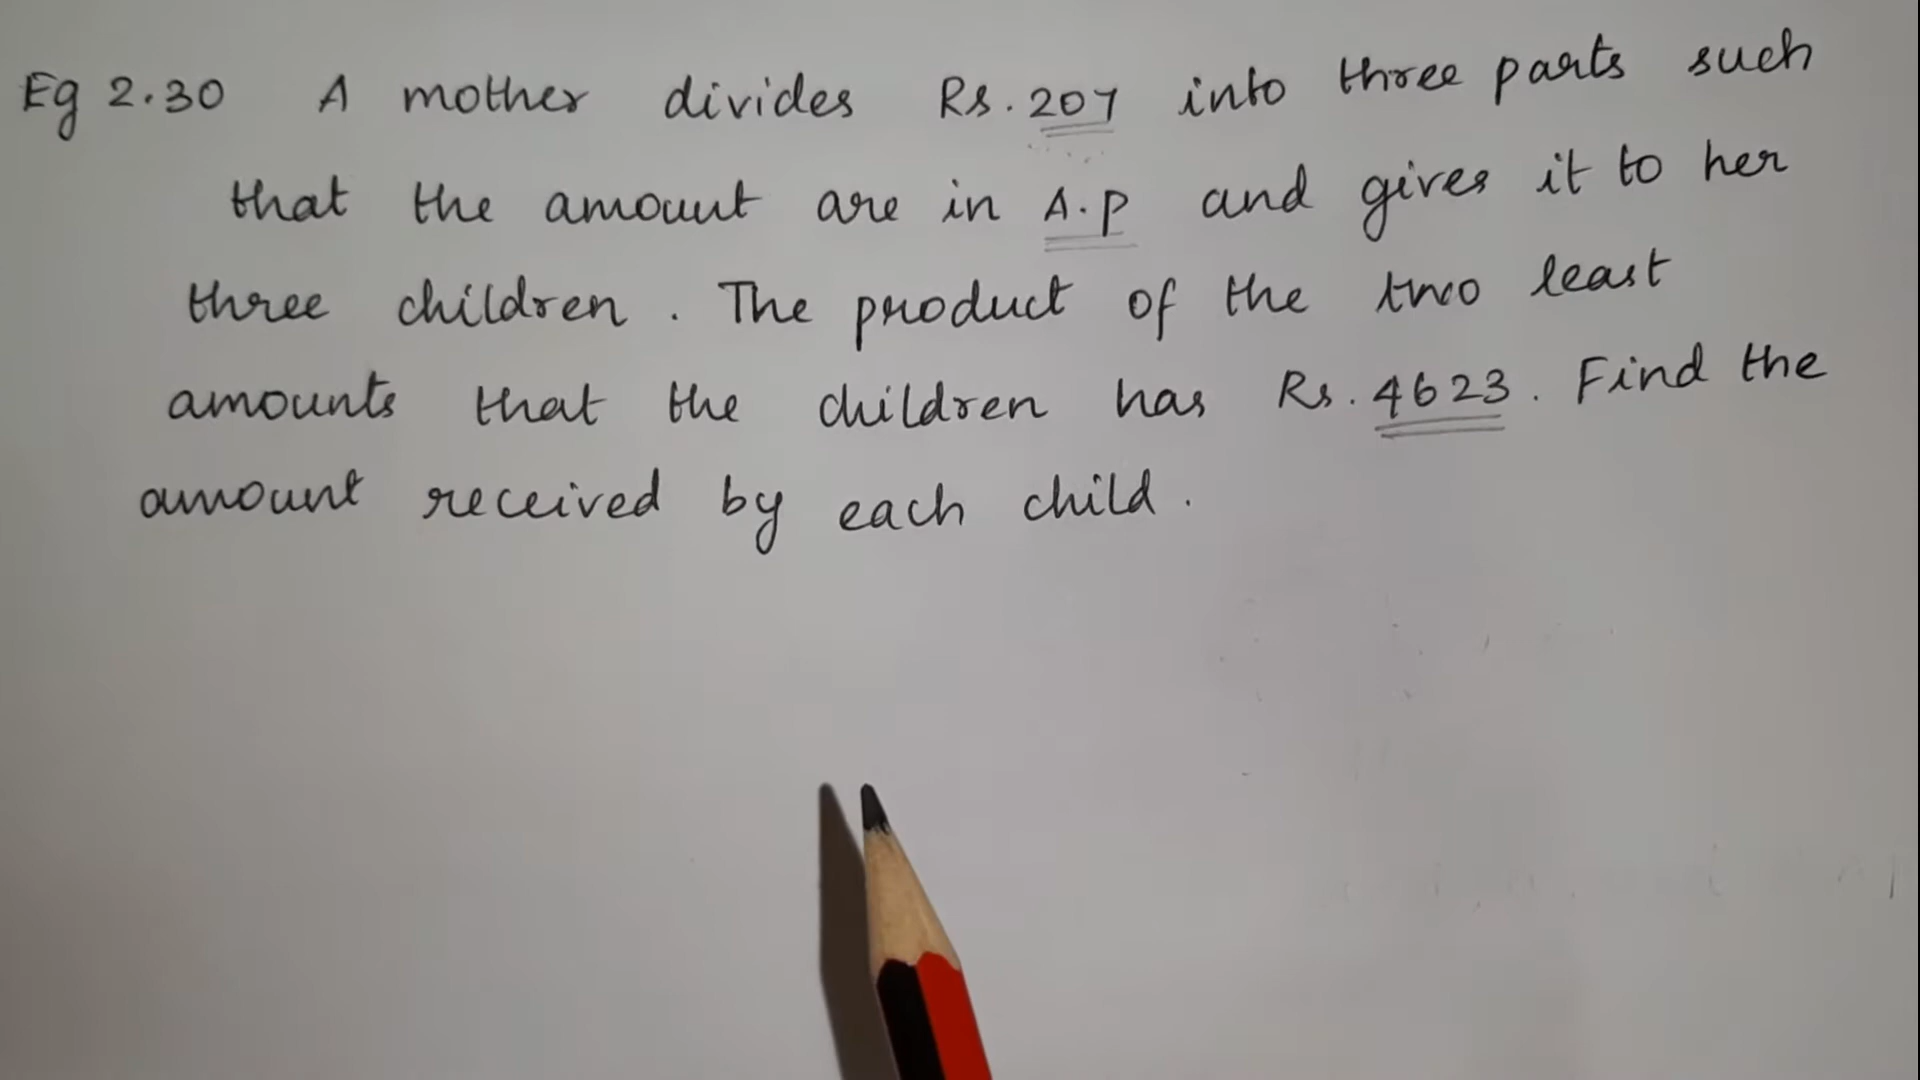 Eg 2.30 A mother divides Rs. 207 into three parts such
that the amount are in A.P and gives it to her
three children. The product of the two least
amounts that the children has Rs. 4623. Find the
amount received by each child.